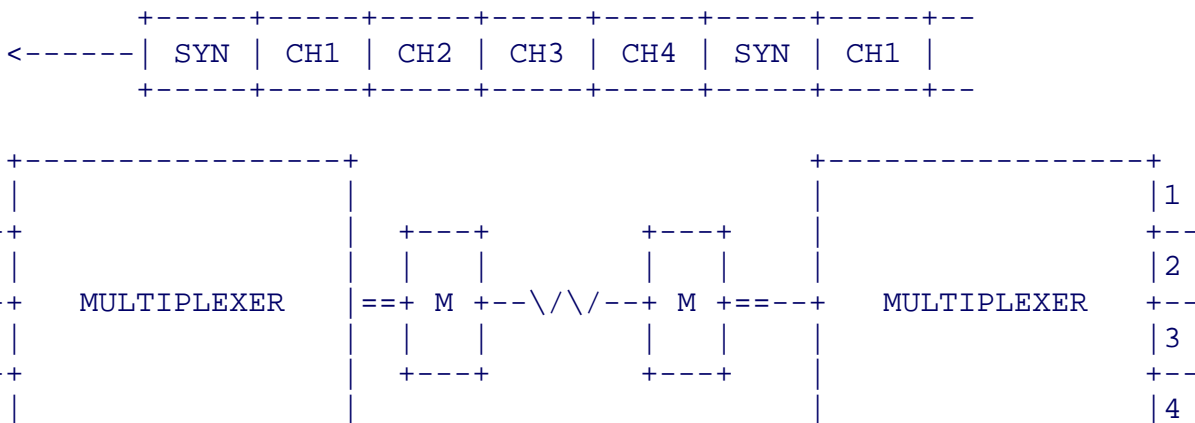 +-----+-----+-----+-----+-----+-----+-----+--
<------| SYN | CH1 | CH2 | CH3 | CH4 | SYN | CH1 |
+-----+-----+-----+-----+-----+-----+-----+--
+-----------------+ +-----------------+
| | | |1
-+ | +---+ +---+ | +--
| | | | | | | |2
-+ MULTIPLEXER |==+ M +--\/\/--+ M +==--+ MULTIPLEXER +--
| | | | | | | |3
-+ | +---+ +---+ | +--
| | | |4